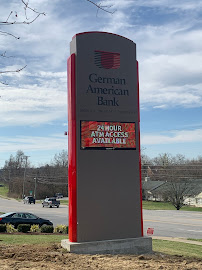 German
American
Bank
24 HOUR
ATM ACCESS
AVAILABLE